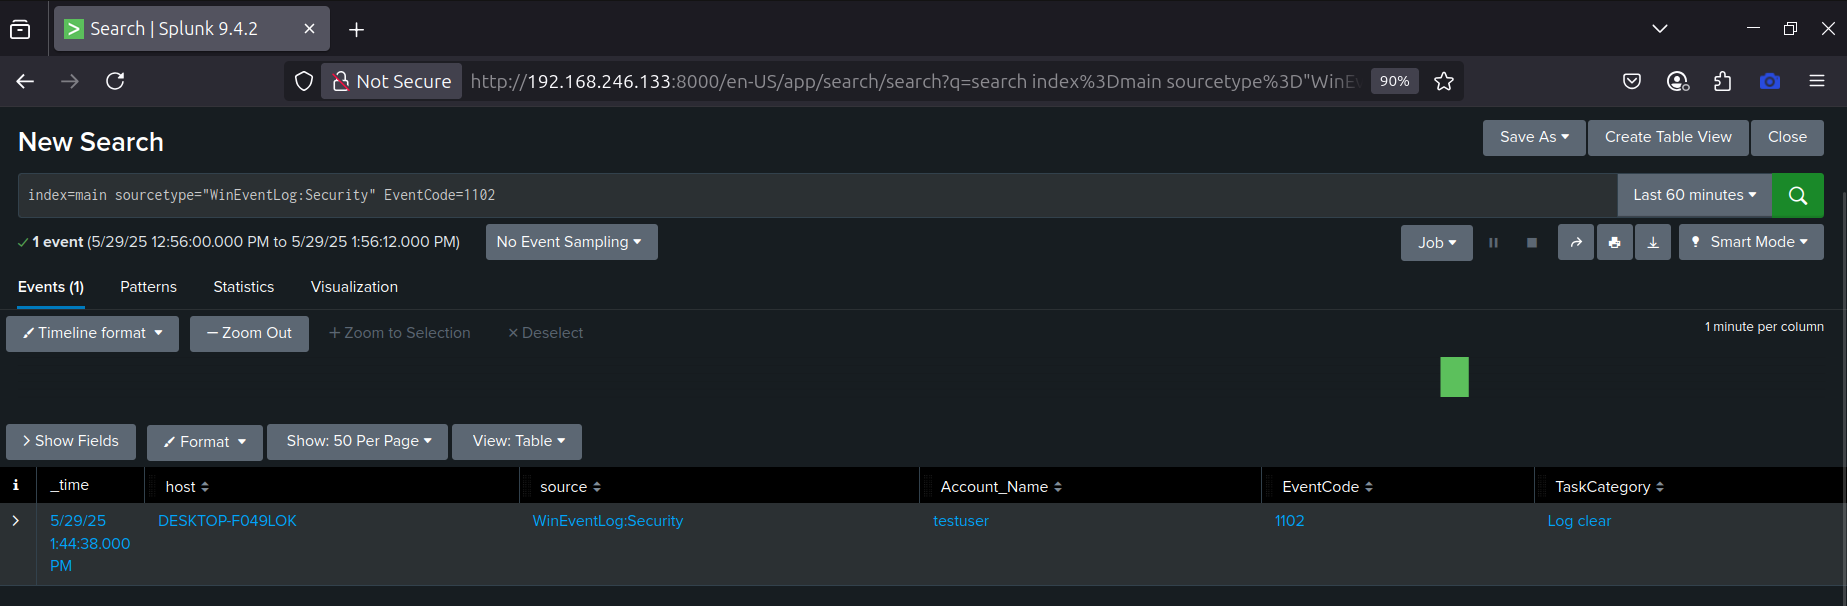 Search | Splunk 9.4.2
Not Secure http://192.168.246.133:8000/en-US/app/search/search?q=search index%3Dmain sourcetype%3D"WinEv 90%
New Search
Save As Create Table View Close
index=main sourcetype="WinEventLog:Security" EventCode=1102
Last 60 minutes
1 event (5/29/25 12:56:00.000 PM to 5/29/25 1:56:12.000 PM) No Event Sampling Job Smart Mode
Events (1) Patterns Statistics Visualization
Timeline format — Zoom Out + Zoom to Selection × Deselect
1 minute per column
> Show Fields Format Show: 50 Per Page View: Table
i _time host source Account_Name EventCode TaskCategory
> 5/29/25 DESKTOP-F049LOK WinEventLog:Security testuser 1102 Log clear
1:44:38.000
PM